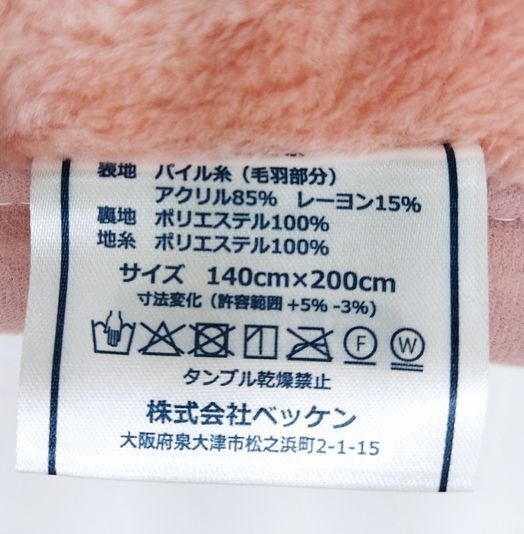 表地 パイル糸（毛羽部分）
アクリル85% レーヨン15%
裏地 ポリエステル100%
地糸 ポリエステル100%
サイズ 140cm×200cm
寸法変化（許容範囲 +5% -3%）
F W
タンブル乾燥禁止
株式会社ベッケン
大阪府泉大津市松之浜町2-1-15